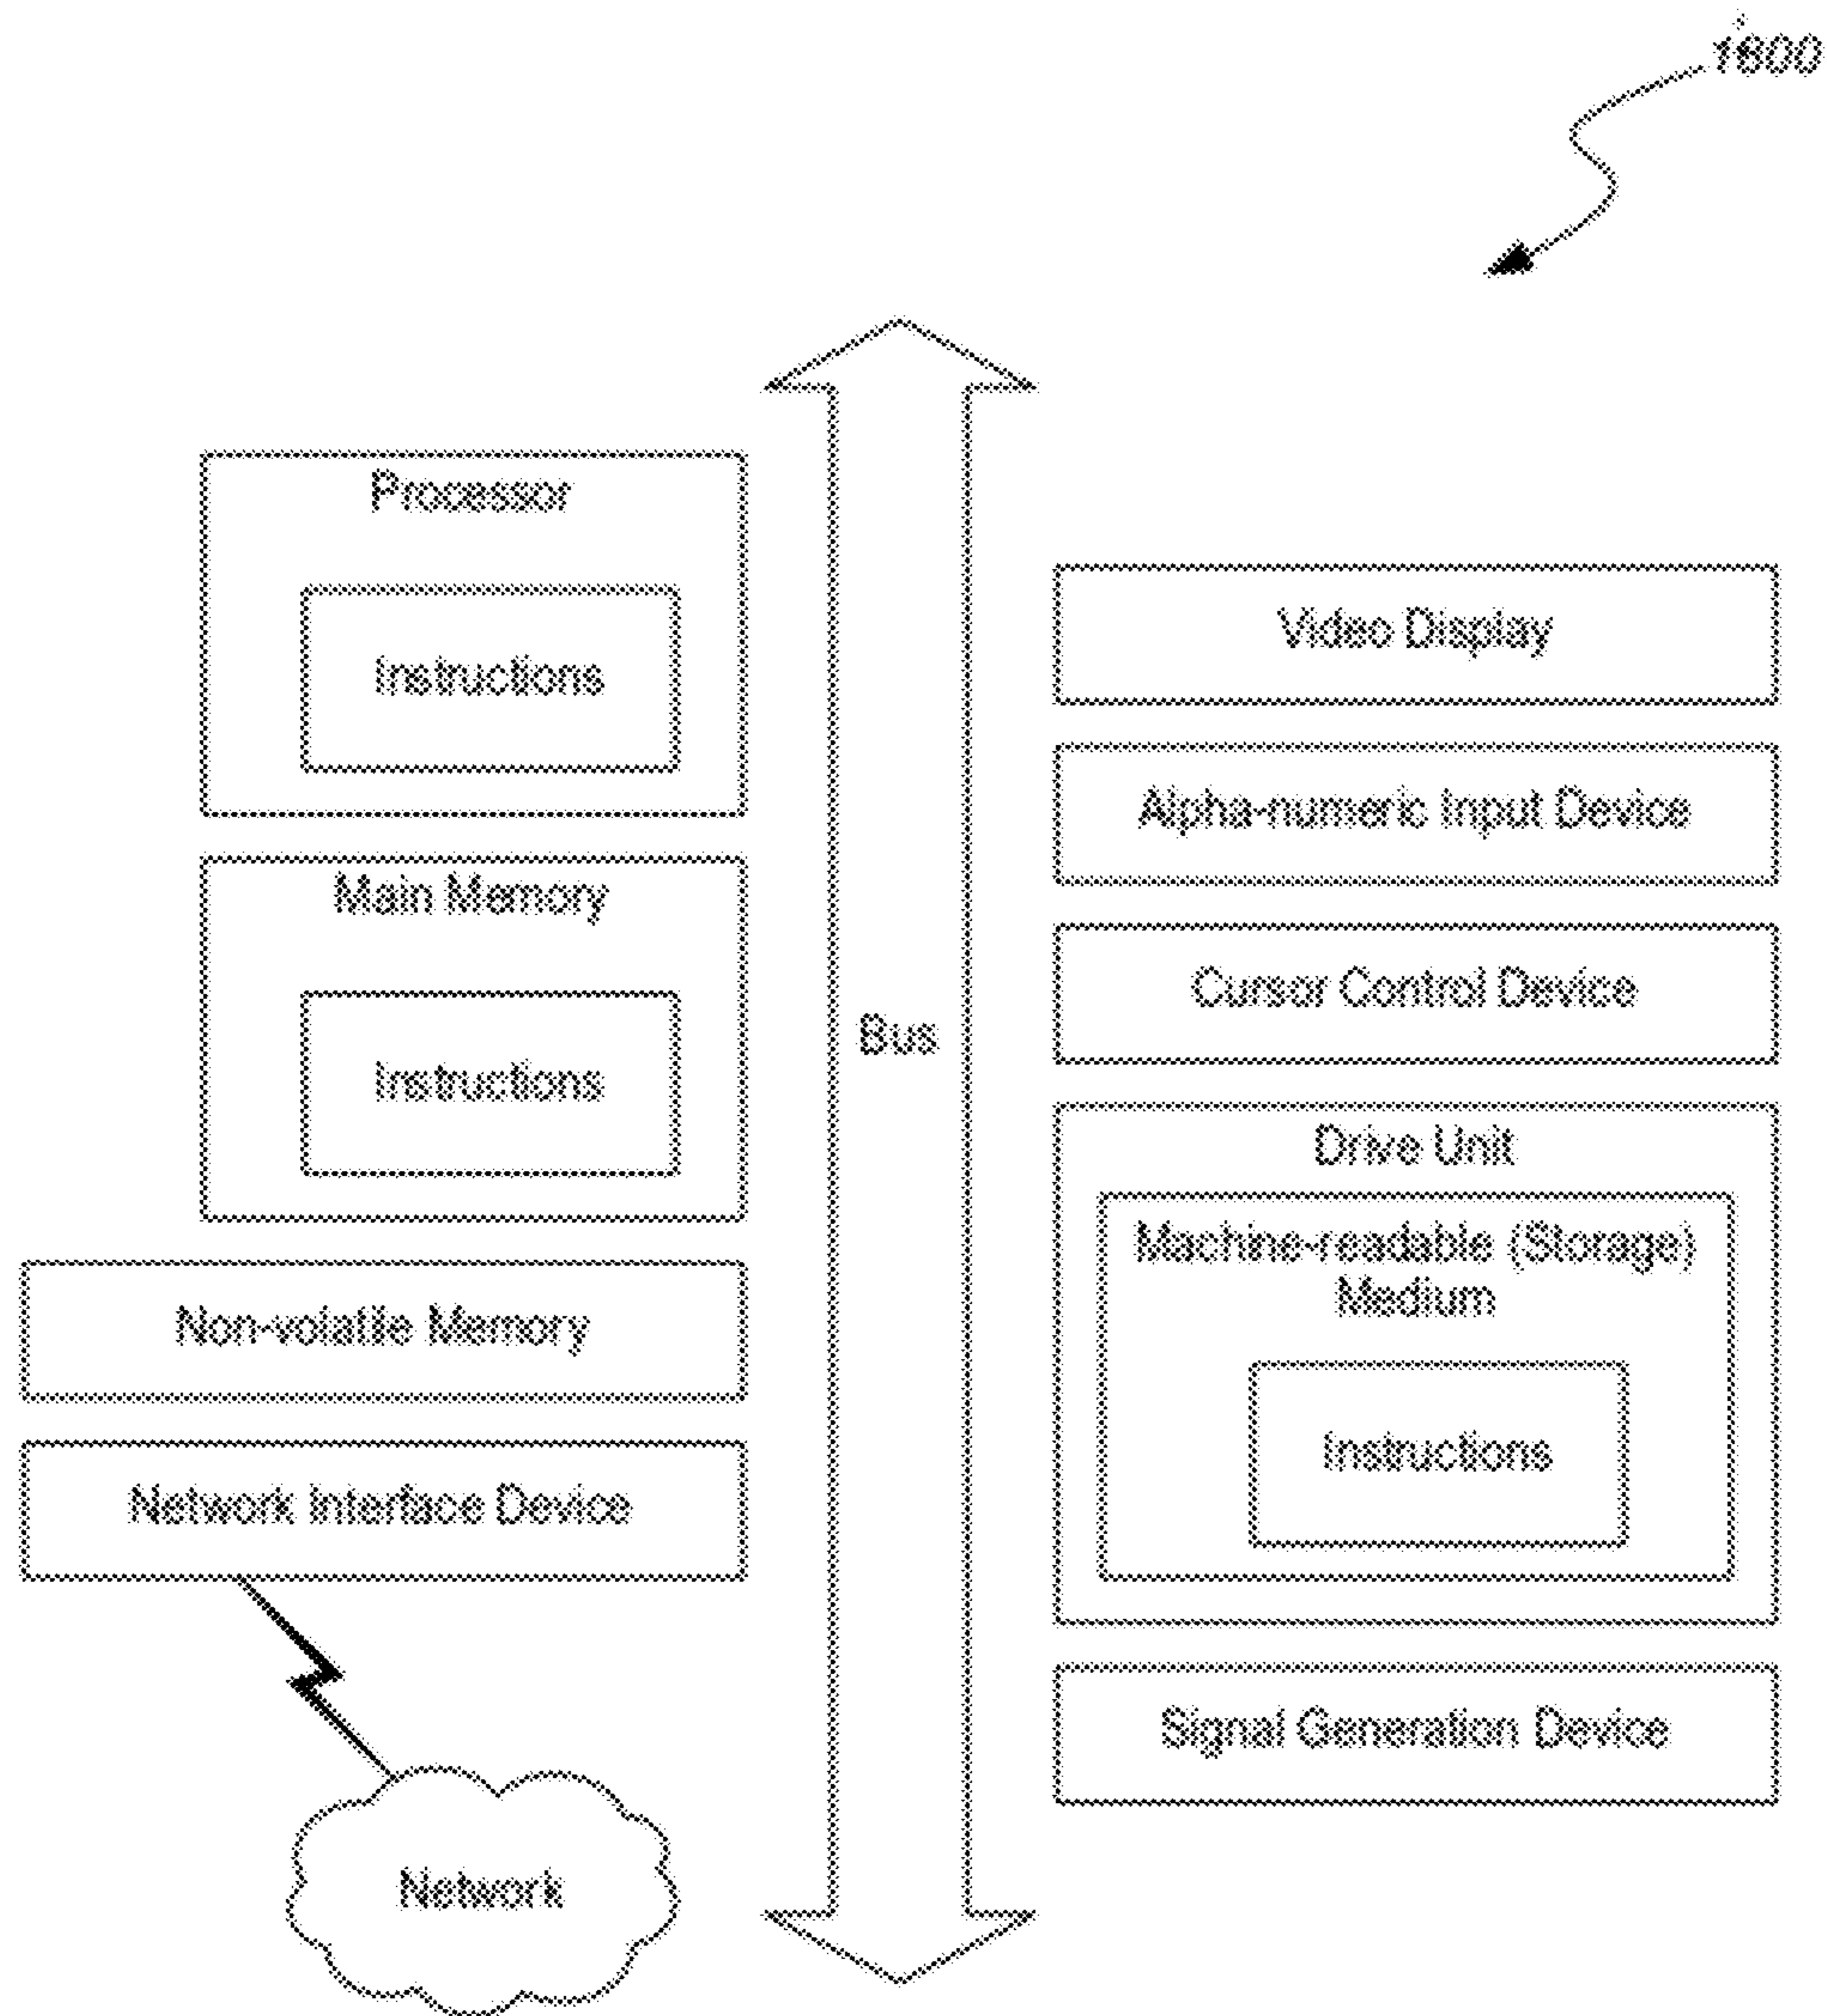 1600
Processor
Instructions
Main Memory
Instructions
Non-volatile Memory
Network Interface Device
Network
Bus
Video Display
Alpha-numeric Input Device
Cursor Control Device
Drive Unit
Machine-readable (Storage)
Medium
Instructions
Signal Generation Device